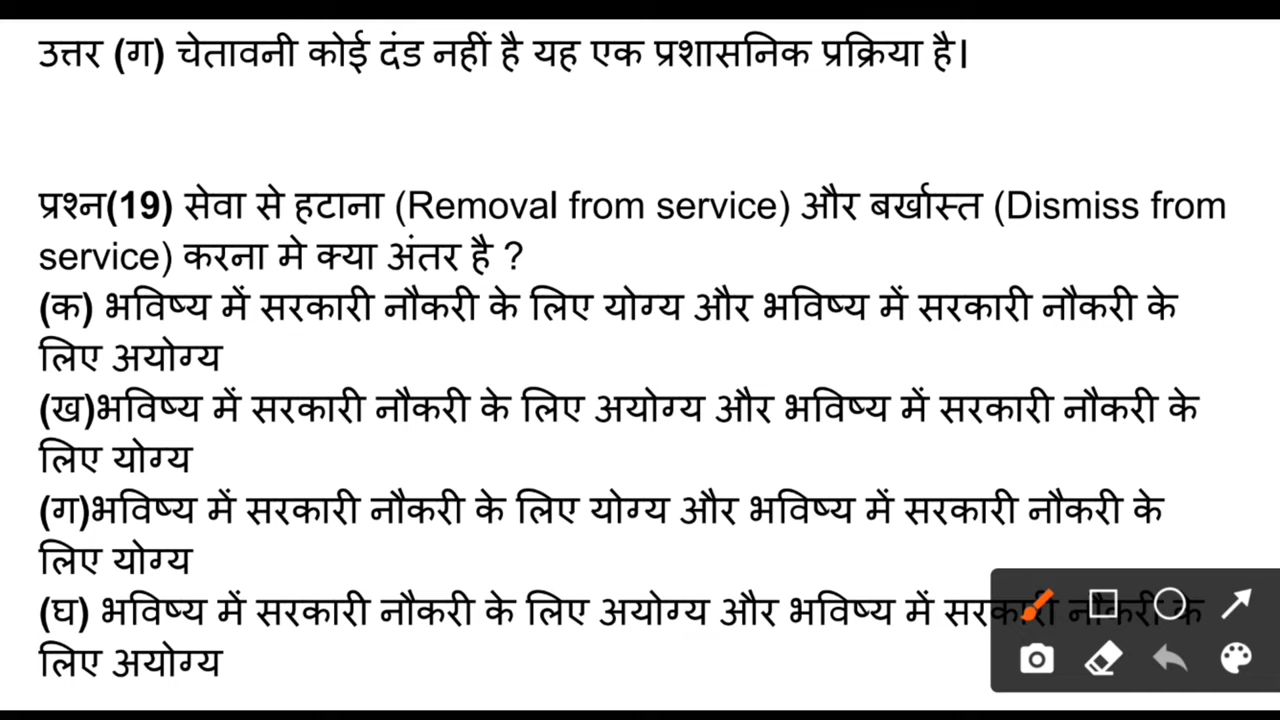 उत्तर (ग) चेतावनी कोई दंड नहीं है यह एक प्रशासनिक प्रक्रिया है।
प्रश्न(19) सेवा से हटाना (Removal from service) और बर्खास्त (Dismiss from
service) करना मे क्या अंतर है ?
(क) भविष्य में सरकारी नौकरी के लिए योग्य और भविष्य में सरकारी नौकरी के
लिए अयोग्य
(ख)भविष्य में सरकारी नौकरी के लिए अयोग्य और भविष्य में सरकारी नौकरी के
लिए योग्य
(ग)भविष्य में सरकारी नौकरी के लिए योग्य और भविष्य में सरकारी नौकरी के
लिए योग्य
(घ) भविष्य में सरकारी नौकरी के लिए अयोग्य और भविष्य में सरकारी नौकरी के
लिए अयोग्य